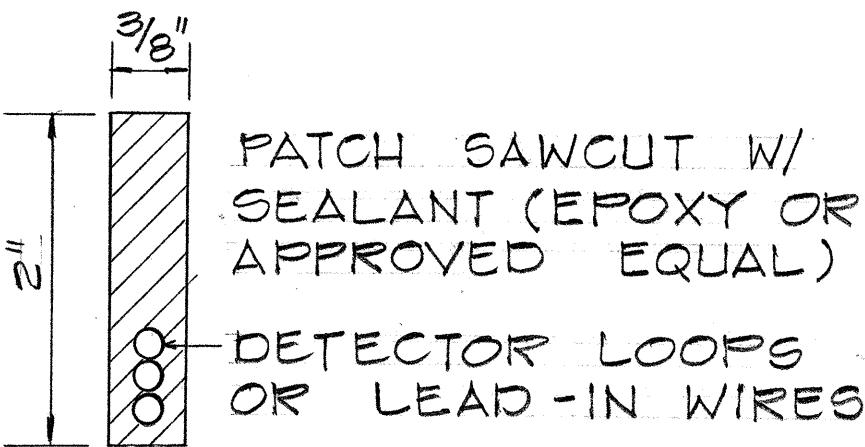 3/8"
PATCH SAWCUT W/
SEALANT (EPOXY OR
APPROVED EQUAL)
2"
DETECTOR LOOPS
OR LEAD-IN WIRES